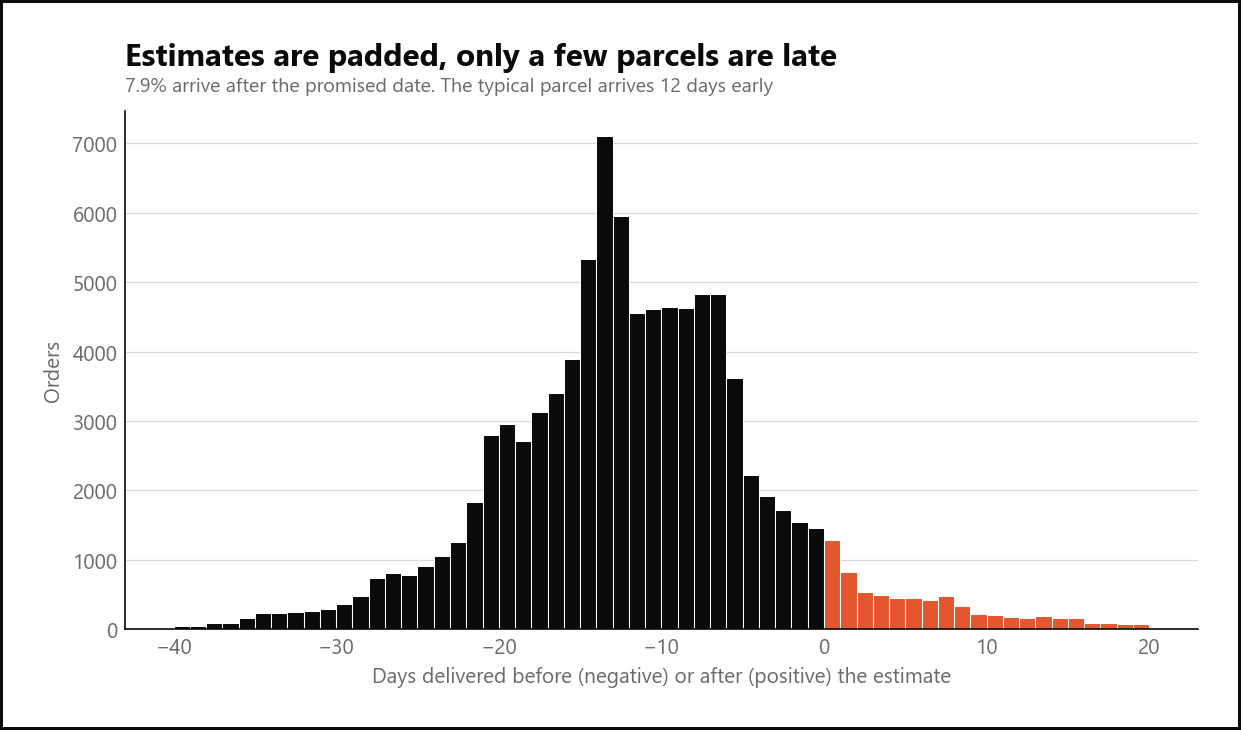 Estimates are padded, only a few parcels are late
7.9% arrive after the promised date. The typical parcel arrives 12 days early
7000
6000
5000
4000
3000
2000
1000
0
Orders
−40 −30 −20 −10 0 10 20
Days delivered before (negative) or after (positive) the estimate